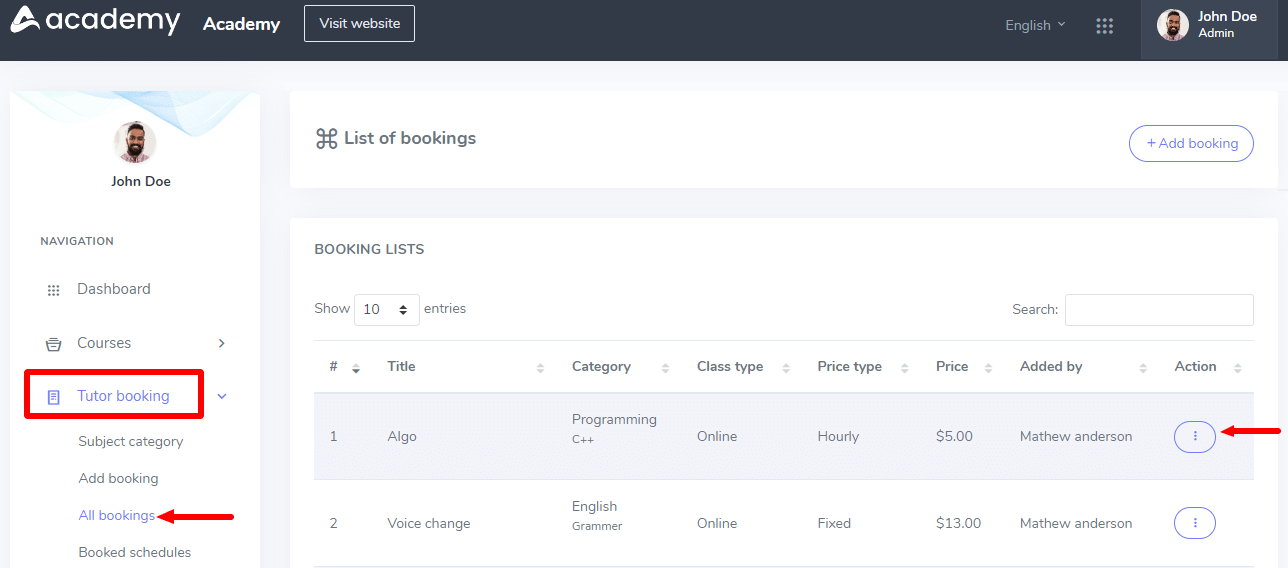 academy Academy Visit website English John Doe
Admin
John Doe
NAVIGATION
Dashboard
Courses
Tutor booking
Subject category
Add booking
All bookings
Booked schedules
List of bookings
+ Add booking
BOOKING LISTS
Show 10 entries Search:
# Title Category Class type Price type Price Added by Action
1 Algo Programming Online Hourly $5.00 Mathew anderson
C++
2 Voice change English Online Fixed $13.00 Mathew anderson
Grammer